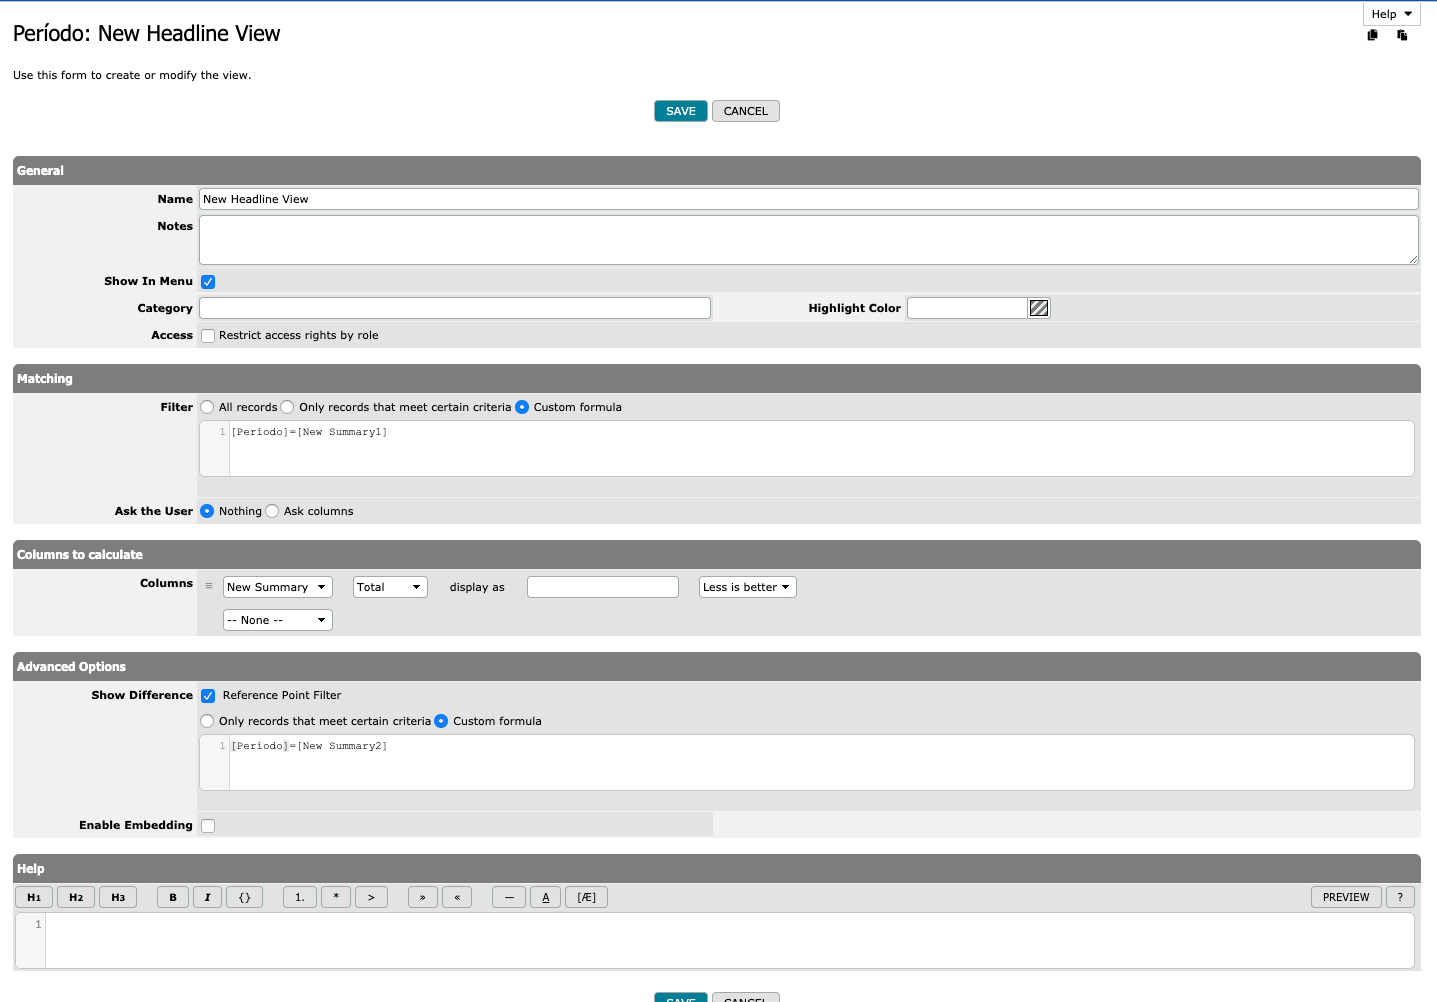 Help
Período: New Headline View
Use this form to create or modify the view.
SAVE CANCEL
General
Name New Headline View
Notes
Show In Menu
Category Highlight Color
Access Restrict access rights by role
Matching
Filter All records Only records that meet certain criteria Custom formula
1 [Período]=[New Summary1]
Ask the User Nothing Ask columns
Columns to calculate
Columns New Summary Total display as Less is better
-- None --
Advanced Options
Show Difference Reference Point Filter
Only records that meet certain criteria Custom formula
1 [Período]=[New Summary2]
Enable Embedding
Help
H1 H2 H3 B I {} 1. * > » « — A [Æ] PREVIEW ?
1
SAVE CANCEL